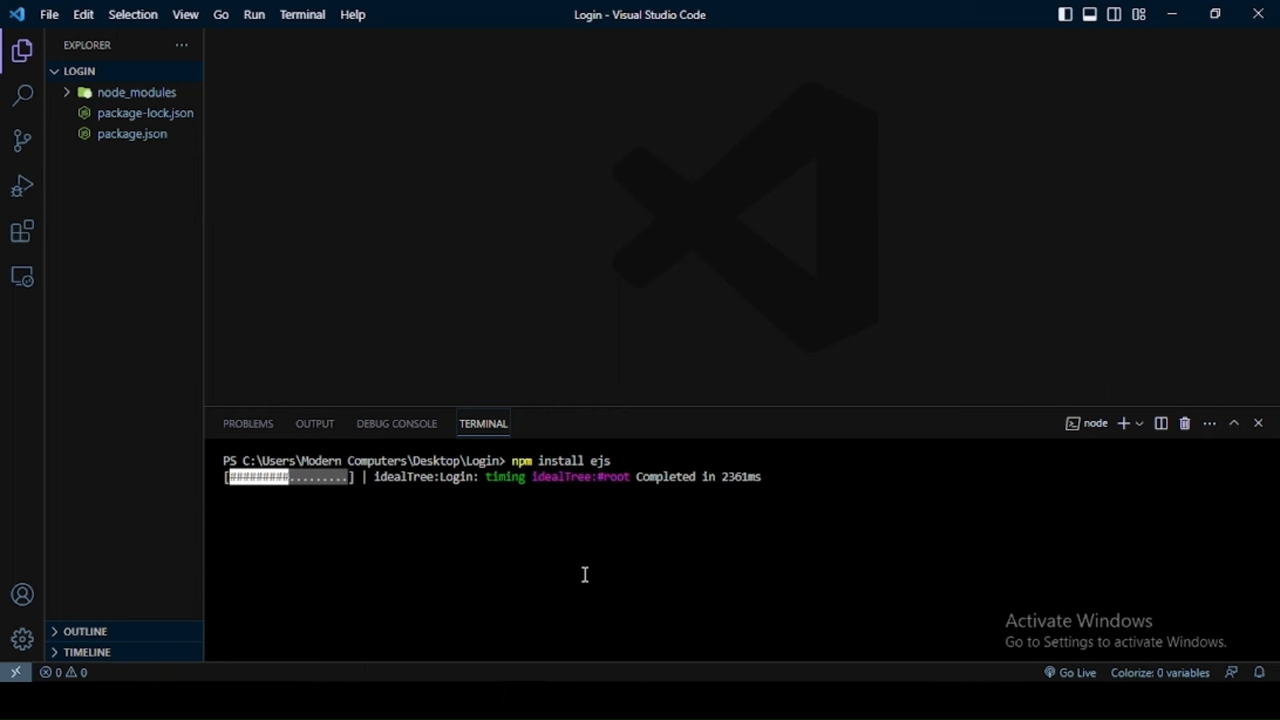 File Edit Selection View Go Run Terminal Help
Login - Visual Studio Code
EXPLORER
LOGIN
node_modules
package-lock.json
package.json
OUTLINE
TIMELINE
PROBLEMS OUTPUT DEBUG CONSOLE TERMINAL
node
PS C:\Users\Modern Computers\Desktop\Login> npm install ejs
[#########.........] | idealTree:Login: timing idealTree:#root Completed in 2361ms
Activate Windows
Go to Settings to activate Windows.
0 0
Go Live Colorize: 0 variables